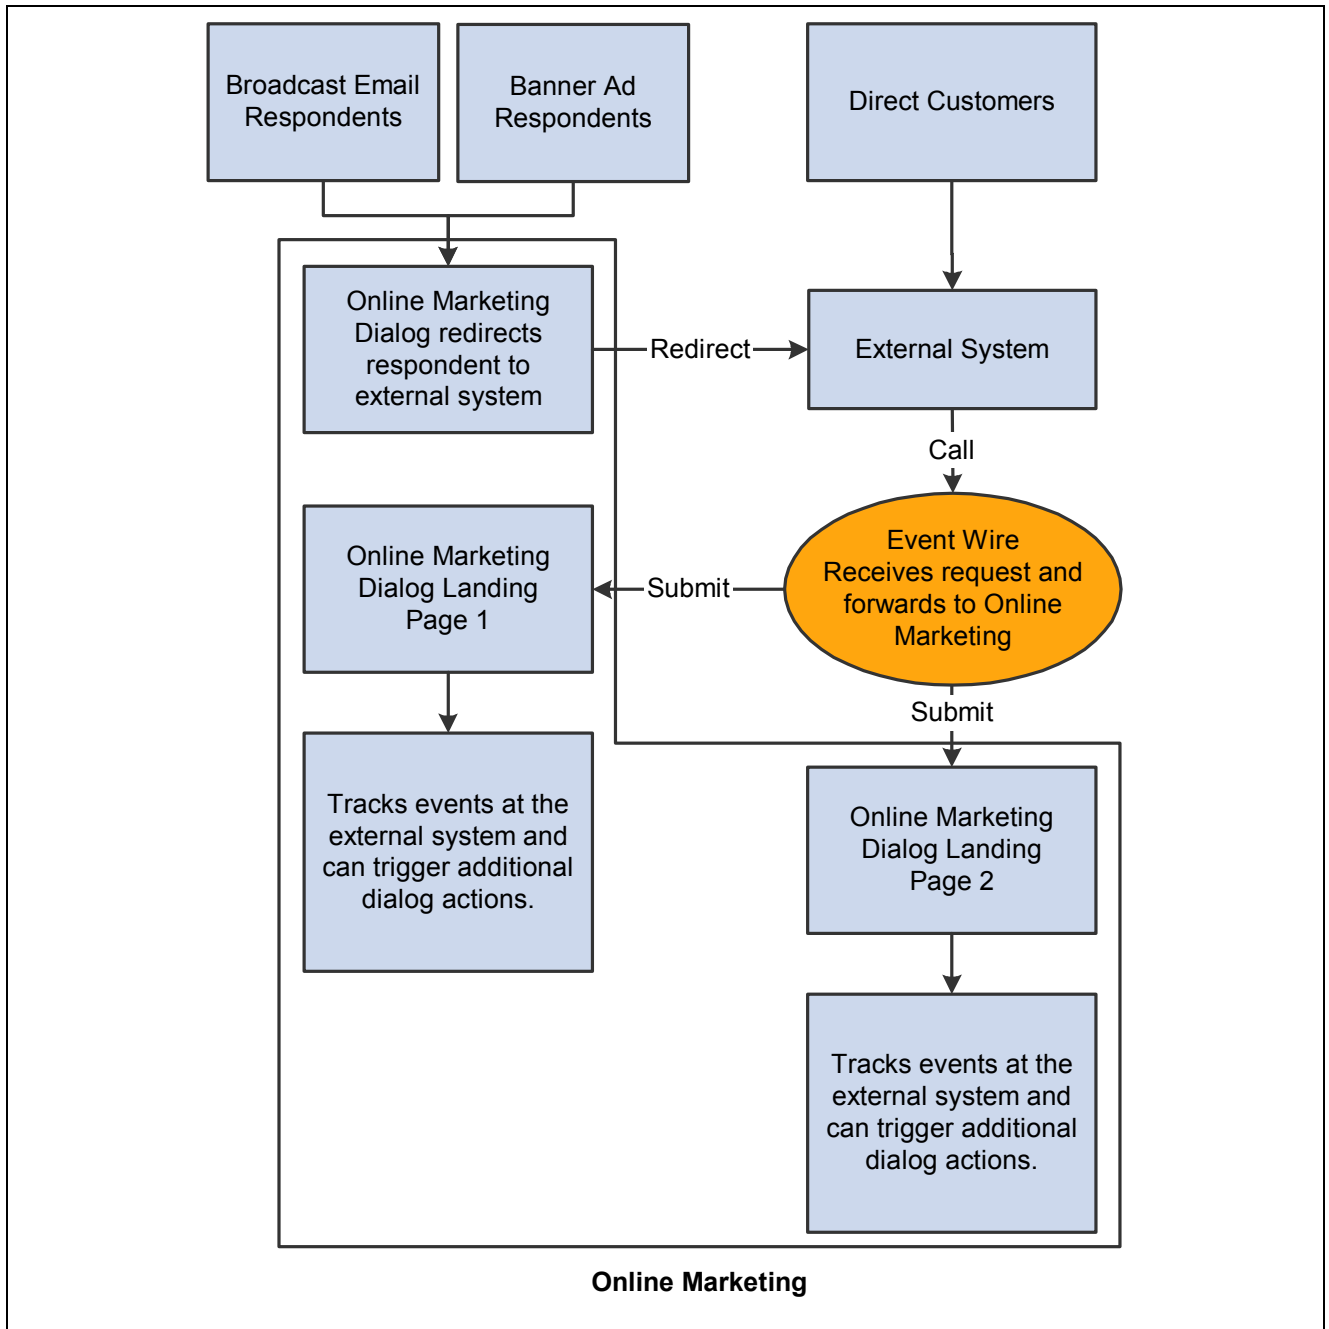 Broadcast Email
Respondents
Banner Ad
Respondents
Direct Customers
Online Marketing
Dialog redirects
respondent to
external system
Redirect
External System
Call
Event Wire
Receives request and
forwards to Online
Marketing
Submit
Online Marketing
Dialog Landing
Page 1
Submit
Tracks events at the
external system and
can trigger additional
dialog actions.
Online Marketing
Dialog Landing
Page 2
Tracks events at the
external system and
can trigger additional
dialog actions.
Online Marketing